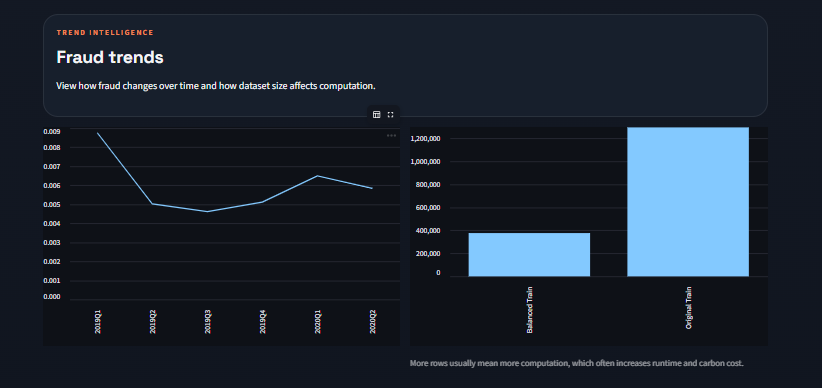 TREND INTELLIGENCE
Fraud trends
View how fraud changes over time and how dataset size affects computation.
0.009
0.008
0.007
0.006
0.005
0.004
0.003
0.002
0.001
0.000
2019Q1
2019Q2
2019Q3
2019Q4
2020Q1
2020Q2
1,200,000
1,000,000
800,000
600,000
400,000
200,000
0
Balanced Train
Original Train
More rows usually mean more computation, which often increases runtime and carbon cost.